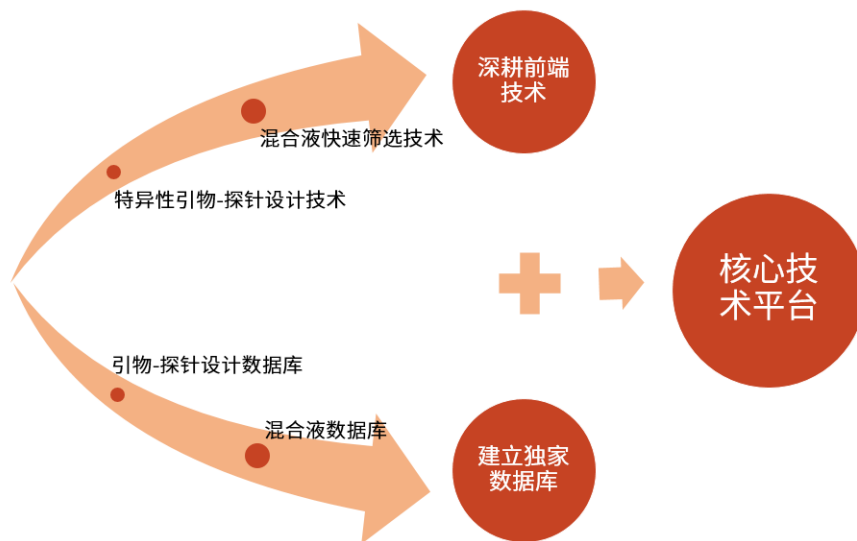 深耕前端
技术
混合液快速筛选技术
特异性引物-探针设计技术
核心技
术平台
引物-探针设计数据库
混合液数据库
建立独家
数据库